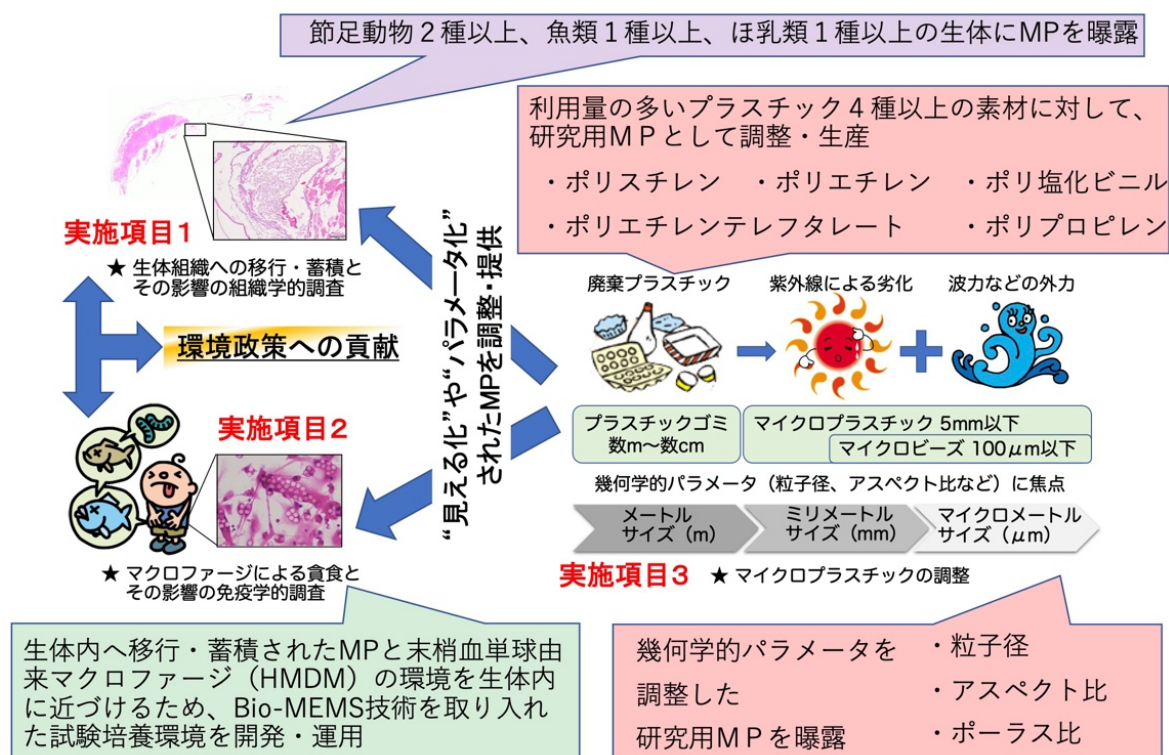 節足動物２種以上、魚類１種以上、ほ乳類１種以上の生体にMPを曝露
利用量の多いプラスチック４種以上の素材に対して、
研究用ＭＰとして調整・生産
・ポリスチレン ・ポリエチレン ・ポリ塩化ビニル
・ポリエチレンテレフタレート ・ポリプロピレン
実施項目1
★ 生体組織への移行・蓄積と
その影響の組織学的調査
環境政策への貢献
実施項目2
★ マクロファージによる貪食と
その影響の免疫学的調査
“見える化”や“パラメータ化”
されたMPを調整・提供
廃棄プラスチック
紫外線による劣化
波力などの外力
プラスチックゴミ
数m〜数cm
マイクロプラスチック 5mm以下
マイクロビーズ 100μm以下
幾何学的パラメータ（粒子径、アスペクト比など）に焦点
メートル
サイズ（m）
ミリメートル
サイズ（mm）
マイクロメートル
サイズ（μm）
実施項目3
★ マイクロプラスチックの調整
生体内へ移行・蓄積されたMPと末梢血単球由
来マクロファージ（HMDM）の環境を生体内
に近づけるため、Bio-MEMS技術を取り入れ
た試験培養環境を開発・運用
幾何学的パラメータを
調整した
研究用ＭＰを曝露
・粒子径
・アスペクト比
・ポーラス比